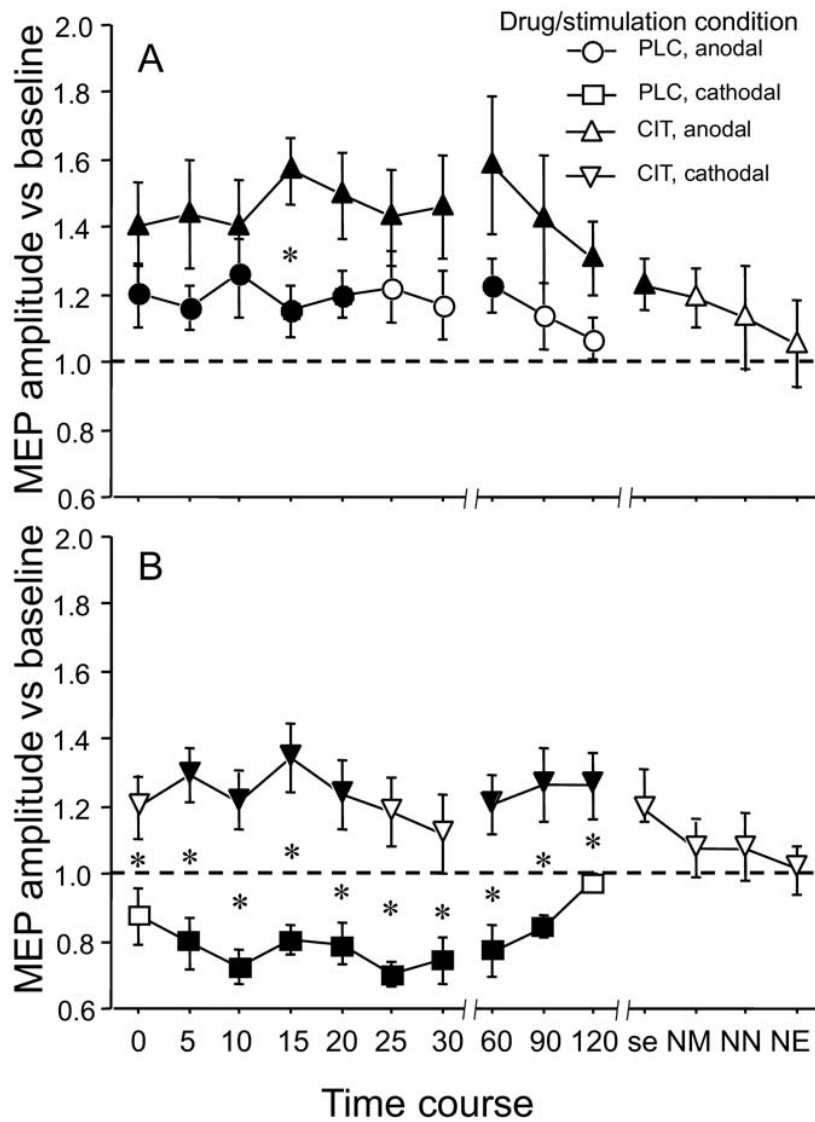 Drug/stimulation condition
PLC, anodal
PLC, cathodal
CIT, anodal
CIT, cathodal
A
MEP amplitude vs baseline
2.0
1.8
1.6
1.4
1.2
1.0
0.8
0.6
*
B
MEP amplitude vs baseline
2.0
1.8
1.6
1.4
1.2
1.0
0.8
0.6
* * * * * * * * * *
0 5 10 15 20 25 30 60 90 120 se NM NN NE
Time course